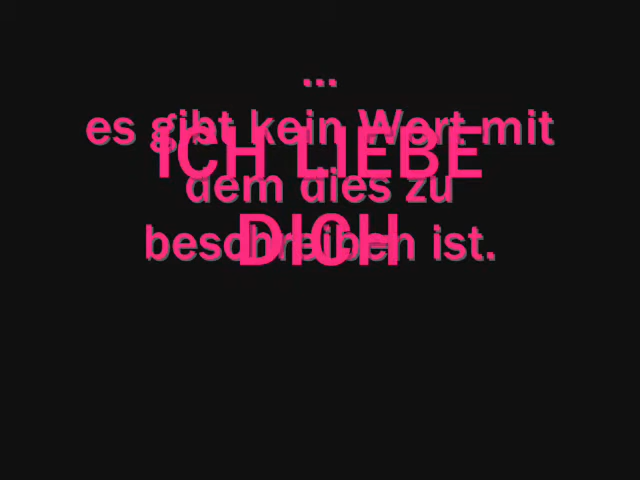 ...
es gibt kein Wort mit
ICH LIEBE
dem dies zu
DICH
beschreiben ist.